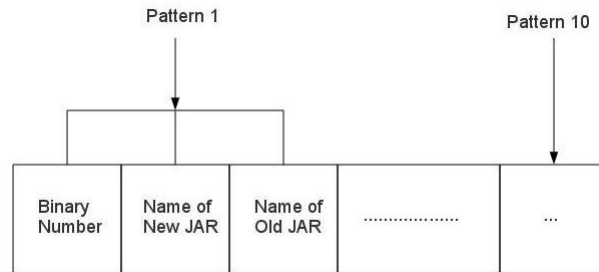 Pattern 1
Pattern 10
Binary
Number
Name of
New JAR
Name of
Old JAR
...................
...